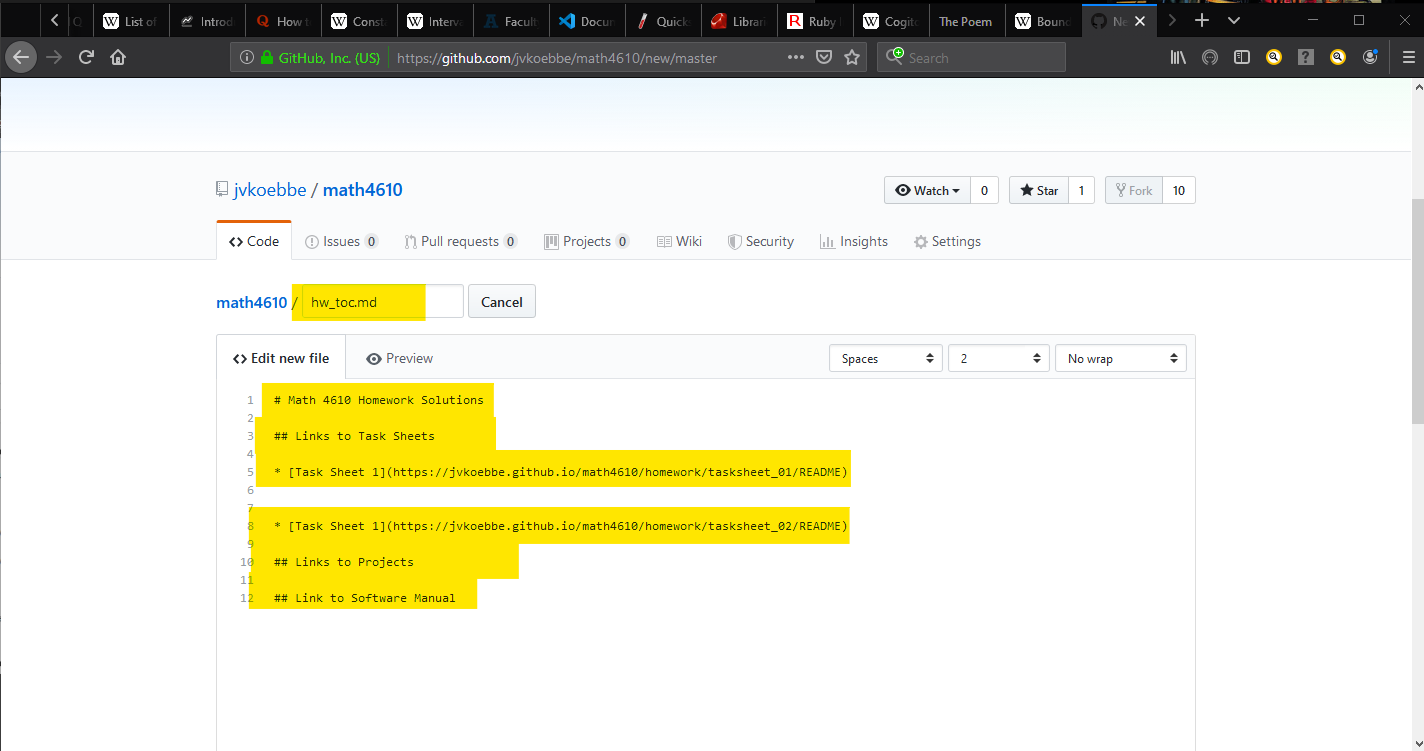 List of
Introd
How t
Const
Interv
Facult
Docum
Quick
Librari
Ruby
Cogito
The Poem
Bound
Ne
GitHub, Inc. (US)
https://github.com/jvkoebbe/math4610/new/master
Search
jvkoebbe / math4610
Watch 0
Star 1
Fork 10
Code
Issues 0
Pull requests 0
Projects 0
Wiki
Security
Insights
Settings
math4610 / hw_toc.md
Cancel
Edit new file
Preview
Spaces
2
No wrap
1 # Math 4610 Homework Solutions
2
3 ## Links to Task Sheets
4
5 * [Task Sheet 1](https://jvkoebbe.github.io/math4610/homework/tasksheet_01/README)
6
7
8 * [Task Sheet 1](https://jvkoebbe.github.io/math4610/homework/tasksheet_02/README)
9
10 ## Links to Projects
11
12 ## Link to Software Manual